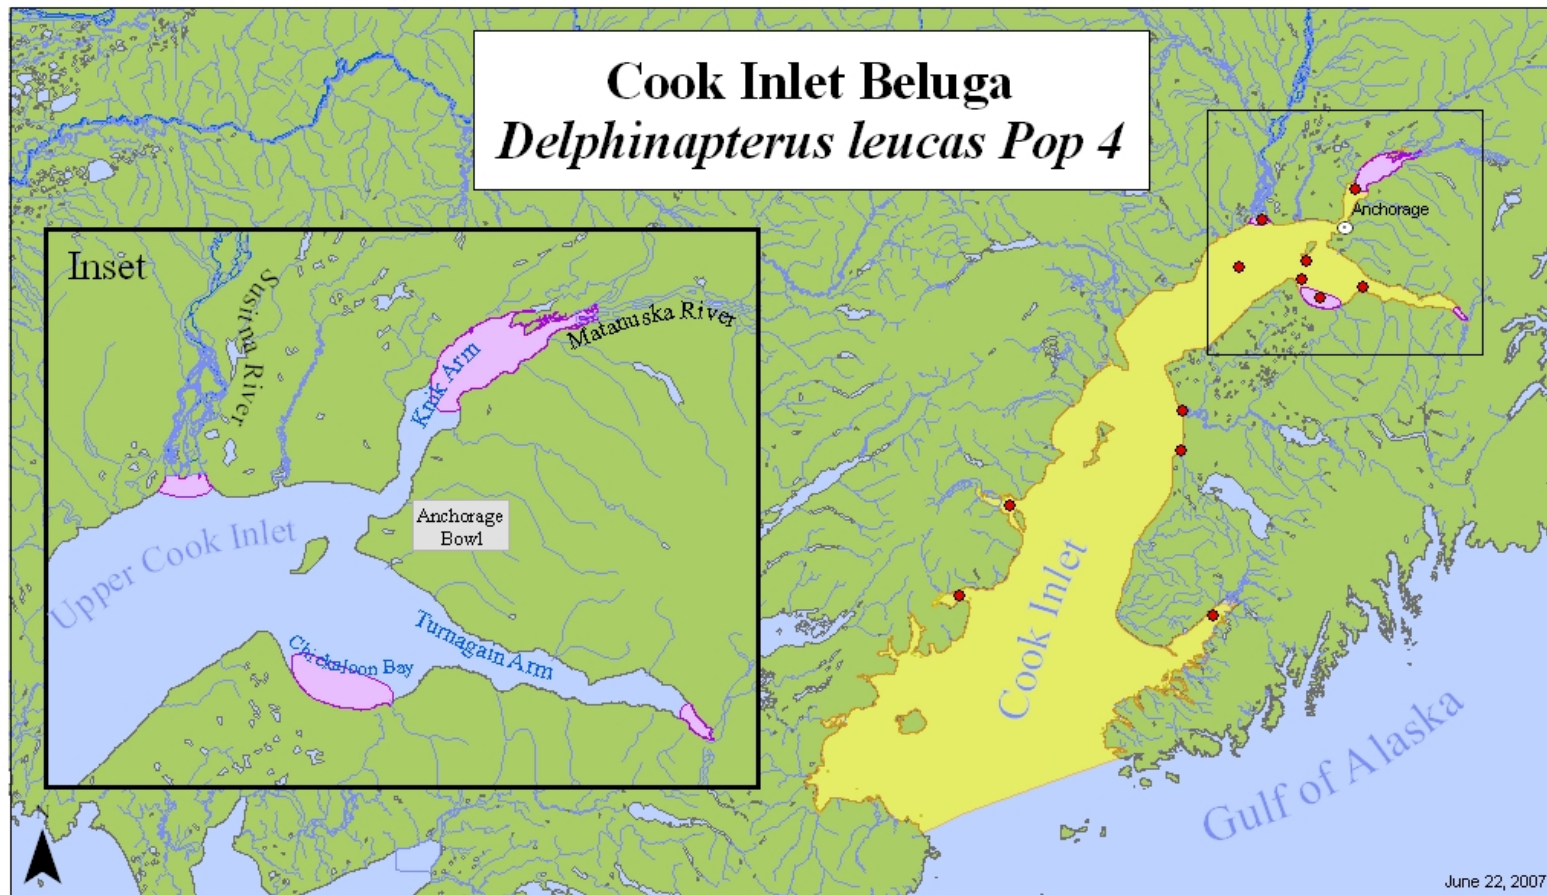 Cook Inlet Beluga
Delphinapterus leucas Pop 4
Anchorage
Inset
Susitna River
Matanuska River
Knik Arm
Anchorage
Bowl
Upper Cook Inlet
Turnagain Arm
Chickaloon Bay
Cook Inlet
Gulf of Alaska
June 22, 2007